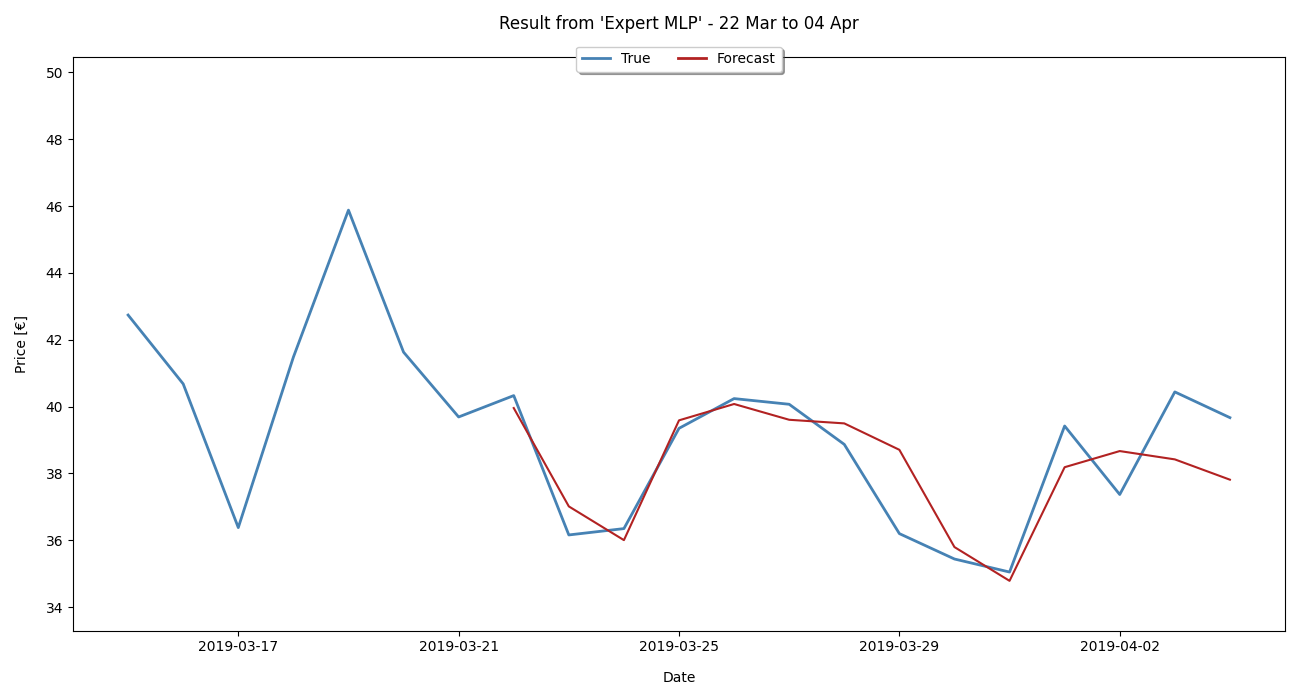 Result from 'Expert MLP' - 22 Mar to 04 Apr
True Forecast
50
48
46
44
42
40
38
36
34
Price [€]
2019-03-17 2019-03-21 2019-03-25 2019-03-29 2019-04-02
Date